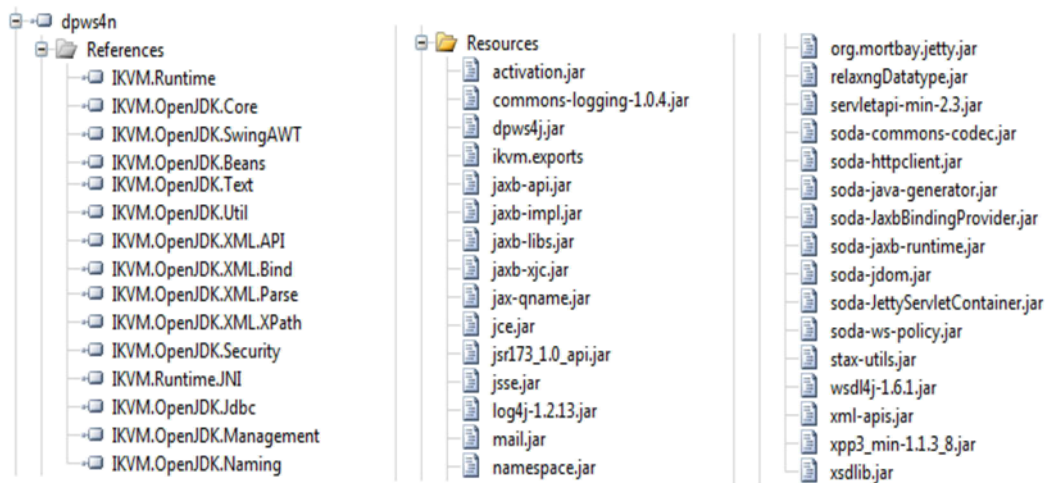 dpws4n
References
IKVM.Runtime
IKVM.OpenJDK.Core
IKVM.OpenJDK.SwingAWT
IKVM.OpenJDK.Beans
IKVM.OpenJDK.Text
IKVM.OpenJDK.Util
IKVM.OpenJDK.XML.API
IKVM.OpenJDK.XML.Bind
IKVM.OpenJDK.XML.Parse
IKVM.OpenJDK.XML.XPath
IKVM.OpenJDK.Security
IKVM.Runtime.JNI
IKVM.OpenJDK.Jdbc
IKVM.OpenJDK.Management
IKVM.OpenJDK.Naming
Resources
activation.jar
commons-logging-1.0.4.jar
dpws4j.jar
ikvm.exports
jaxb-api.jar
jaxb-impl.jar
jaxb-libs.jar
jaxb-xjc.jar
jax-qname.jar
jce.jar
jsr173_1.0_api.jar
jsse.jar
log4j-1.2.13.jar
mail.jar
namespace.jar
org.mortbay.jetty.jar
relaxngDatatype.jar
servletapi-min-2.3.jar
soda-commons-codec.jar
soda-httpclient.jar
soda-java-generator.jar
soda-JaxbBindingProvider.jar
soda-jaxb-runtime.jar
soda-jdom.jar
soda-JettyServletContainer.jar
soda-ws-policy.jar
stax-utils.jar
wsdl4j-1.6.1.jar
xml-apis.jar
xpp3_min-1.1.3_8.jar
xsdlib.jar